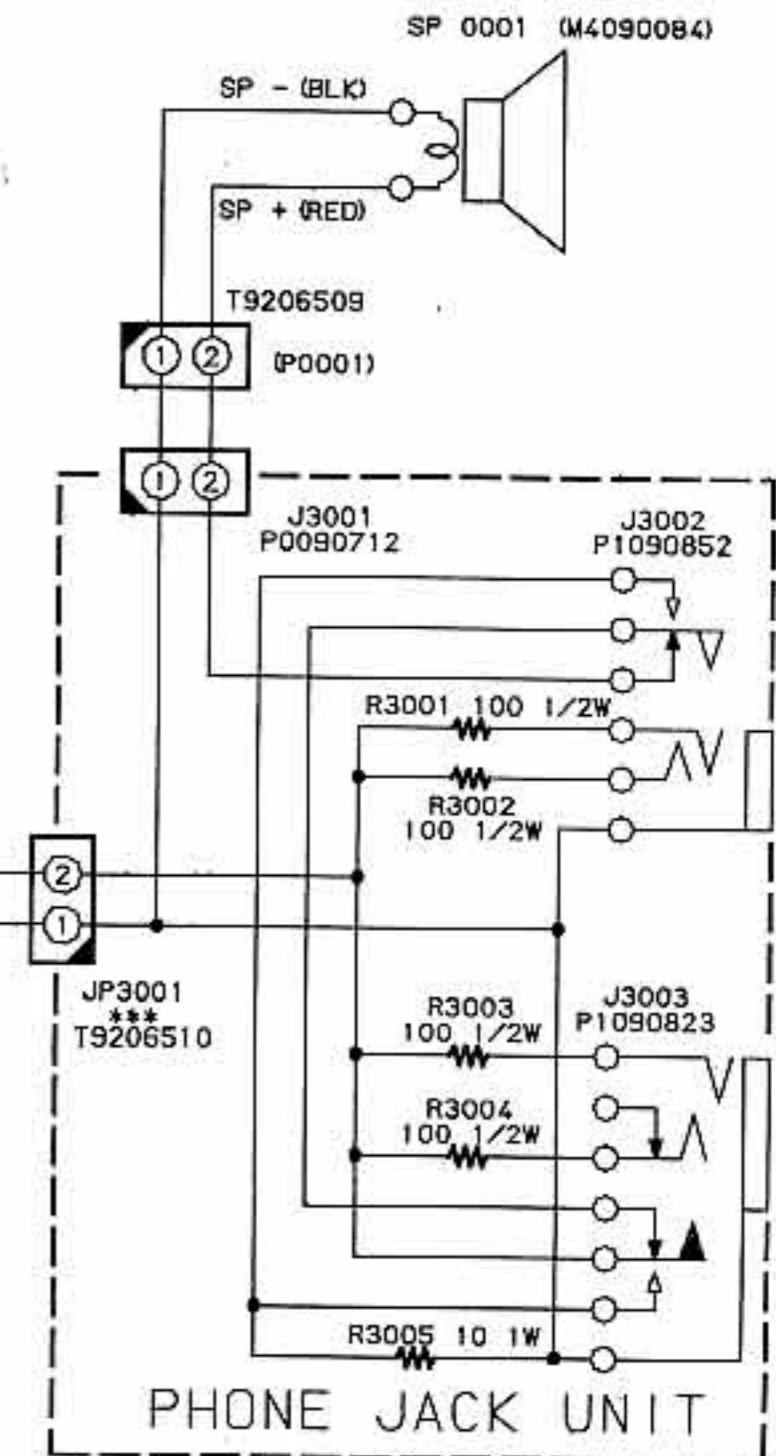 SP 0001 (M4090084)
SP - (BLK)
SP + (RED)
T9206509
1 2 (P0001)
1 2
J3001
P0090712
J3002
P1090852
R3001 100 1/2W
R3002
100 1/2W
2
1
JP3001
***
T9206510
R3003
100 1/2W
J3003
P1090823
R3004
100 1/2W
R3005 10 1W
PHONE JACK UNIT